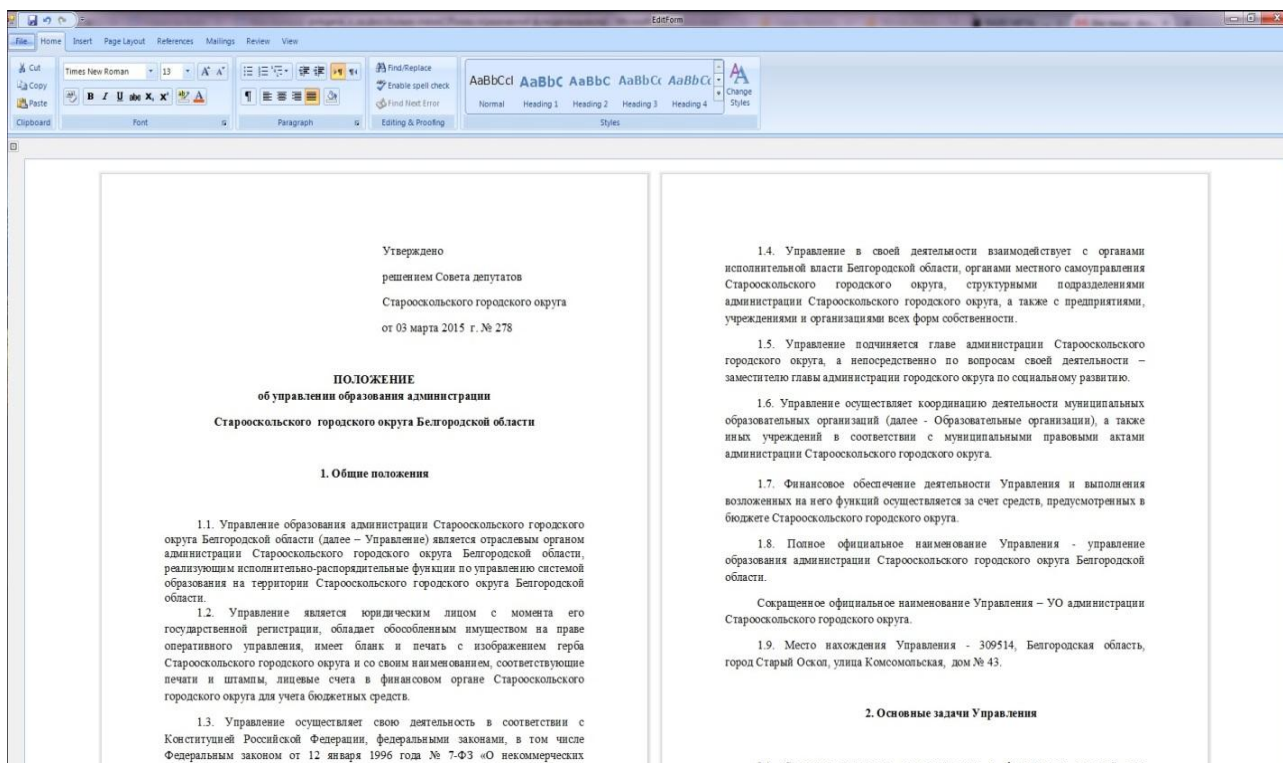 EditForm
File Home Insert Page Layout References Mailings Review View
Cut
Copy
Paste
Clipboard
Times New Roman 13
Font
Paragraph
Find/Replace
Enable spell check
Find Next Error
Editing & Proofing
AaBbCcI AaBbC AaBbC AaBbCc AaBbCc
Normal Heading 1 Heading 2 Heading 3 Heading 4
Change Styles
Styles
Утверждено
решением Совета депутатов
Старооскольского городского округа
от 03 марта 2015 г. № 278
ПОЛОЖЕНИЕ
об управлении образования администрации
Старооскольского городского округа Белгородской области
1. Общие положения
1.1. Управление образования администрации Старооскольского городского
округа Белгородской области (далее – Управление) является отраслевым органом
администрации Старооскольского городского округа Белгородской области,
реализующим исполнительно-распорядительные функции по управлению системой
образования на территории Старооскольского городского округа Белгородской
области.
1.2. Управление является юридическим лицом с момента его
государственной регистрации, обладает обособленным имуществом на праве
оперативного управления, имеет бланк и печать с изображением герба
Старооскольского городского округа и со своим наименованием, соответствующие
печати и штампы, лицевые счета в финансовом органе Старооскольского
городского округа для учета бюджетных средств.
1.3. Управление осуществляет свою деятельность в соответствии с
Конституцией Российской Федерации, федеральными законами, в том числе
Федеральным законом от 12 января 1996 года № 7-ФЗ «О некоммерческих
1.4. Управление в своей деятельности взаимодействует с органами
исполнительной власти Белгородской области, органами местного самоуправления
Старооскольского городского округа, структурными подразделениями
администрации Старооскольского городского округа, а также с предприятиями,
учреждениями и организациями всех форм собственности.
1.5. Управление подчиняется главе администрации Старооскольского
городского округа, а непосредственно по вопросам своей деятельности –
заместителю главы администрации городского округа по социальному развитию.
1.6. Управление осуществляет координацию деятельности муниципальных
образовательных организаций (далее - Образовательные организации), а также
иных учреждений в соответствии с муниципальными правовыми актами
администрации Старооскольского городского округа.
1.7. Финансовое обеспечение деятельности Управления и выполнения
возложенных на него функций осуществляется за счет средств, предусмотренных в
бюджете Старооскольского городского округа.
1.8. Полное официальное наименование Управления - управление
образования администрации Старооскольского городского округа Белгородской
области.
Сокращенное официальное наименование Управления – УО администрации
Старооскольского городского округа.
1.9. Место нахождения Управления - 309514, Белгородская область,
город Старый Оскол, улица Комсомольская, дом № 43.
2. Основные задачи Управления